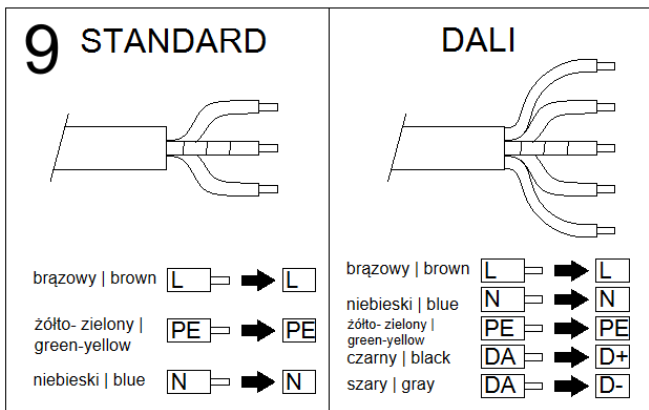 9 STANDARD
brązowy | brown L L
żółto- zielony |
green-yellow PE PE
niebieski | blue N N
DALI
brązowy | brown L L
niebieski | blue N N
żółto- zielony |
green-yellow PE PE
czarny | black DA D+
szary | gray DA D-